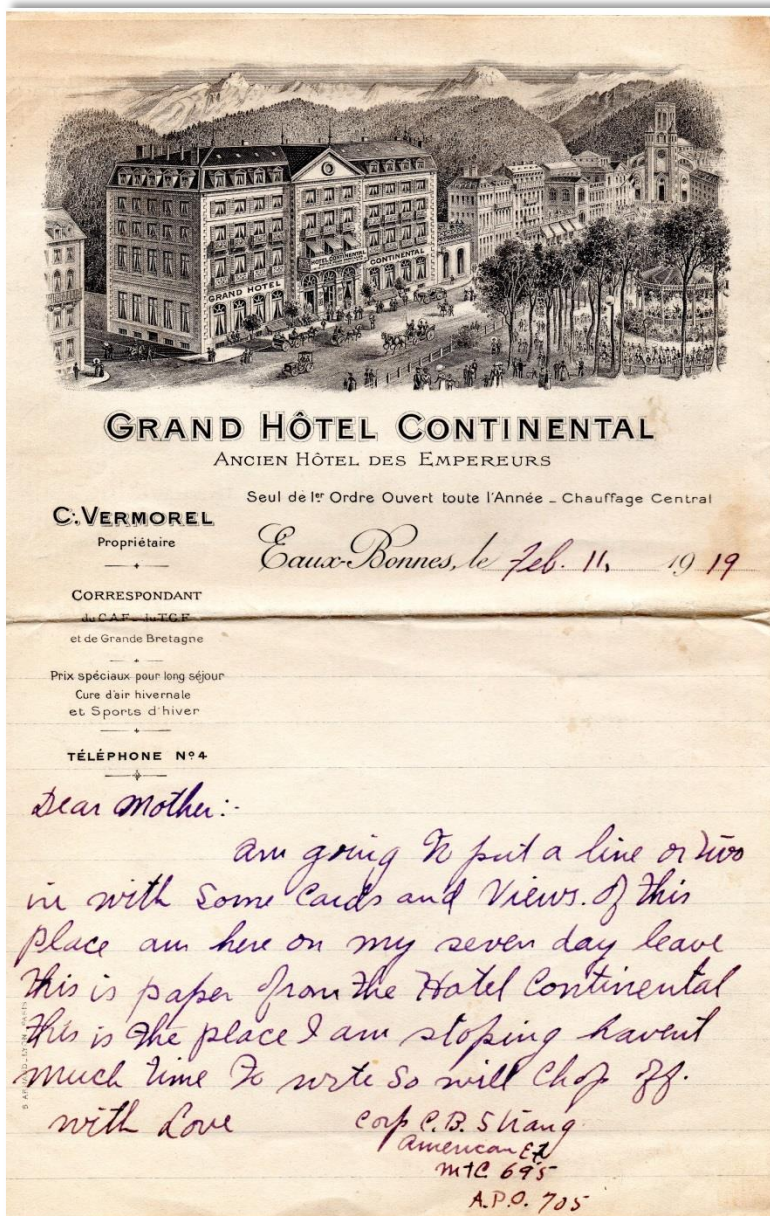 HOTEL CONTINENTAL
GRAND HOTEL
CONTINENTAL
GRAND HÔTEL CONTINENTAL
ANCIEN HÔTEL DES EMPEREURS
Seul de 1er Ordre Ouvert toute l'Année _ Chauffage Central
C. VERMOREL
Propriétaire
Eaux-Bonnes, le Feb. 11, 1919
CORRESPONDANT
du C.A.F. _ du T.C.F.
et de Grande Bretagne
Prix spéciaux pour long séjour
Cure d'air hivernale
et Sports d'hiver
TÉLÉPHONE Nº 4
Dear Mother:-
am going to put a line or two
in with Some Cards and Views. Of this
Place am here on my seven day leave
this is paper from the Hotel Continental
this is the place I am stoping havent
much time to write So will Chop off.
with Love
Corp C.B. Strang
American E.F.
M.T.C. 695
A.P.O. 705